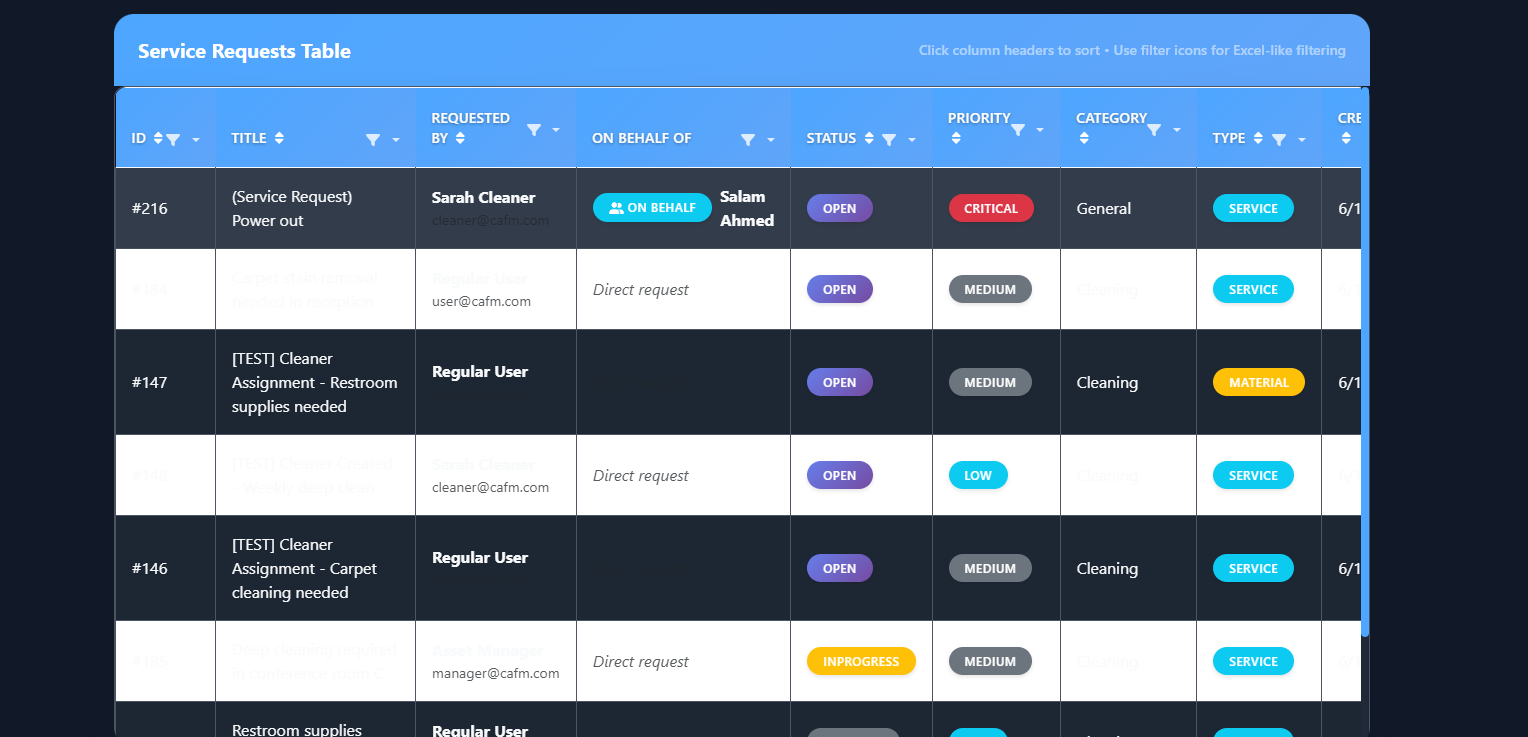 Service Requests Table
Click column headers to sort • Use filter icons for Excel-like filtering
ID
TITLE
REQUESTED
BY
ON BEHALF OF
STATUS
PRIORITY
CATEGORY
TYPE
CRE
#216
(Service Request)
Power out
Sarah Cleaner
cleaner@cafm.com
ON BEHALF
Salam
Ahmed
OPEN
CRITICAL
General
SERVICE
6/1
#184
Carpet stain removal
needed in reception
Regular User
user@cafm.com
Direct request
OPEN
MEDIUM
Cleaning
SERVICE
6/1
#147
[TEST] Cleaner
Assignment - Restroom
supplies needed
Regular User
OPEN
MEDIUM
Cleaning
MATERIAL
6/1
#148
[TEST] Cleaner Created
- Weekly deep clean
Sarah Cleaner
cleaner@cafm.com
Direct request
OPEN
LOW
Cleaning
SERVICE
6/1
#146
[TEST] Cleaner
Assignment - Carpet
cleaning needed
Regular User
OPEN
MEDIUM
Cleaning
SERVICE
6/1
#185
Deep cleaning required
in conference room C
Asset Manager
manager@cafm.com
Direct request
INPROGRESS
MEDIUM
Cleaning
SERVICE
6/1
Restroom supplies
Regular User